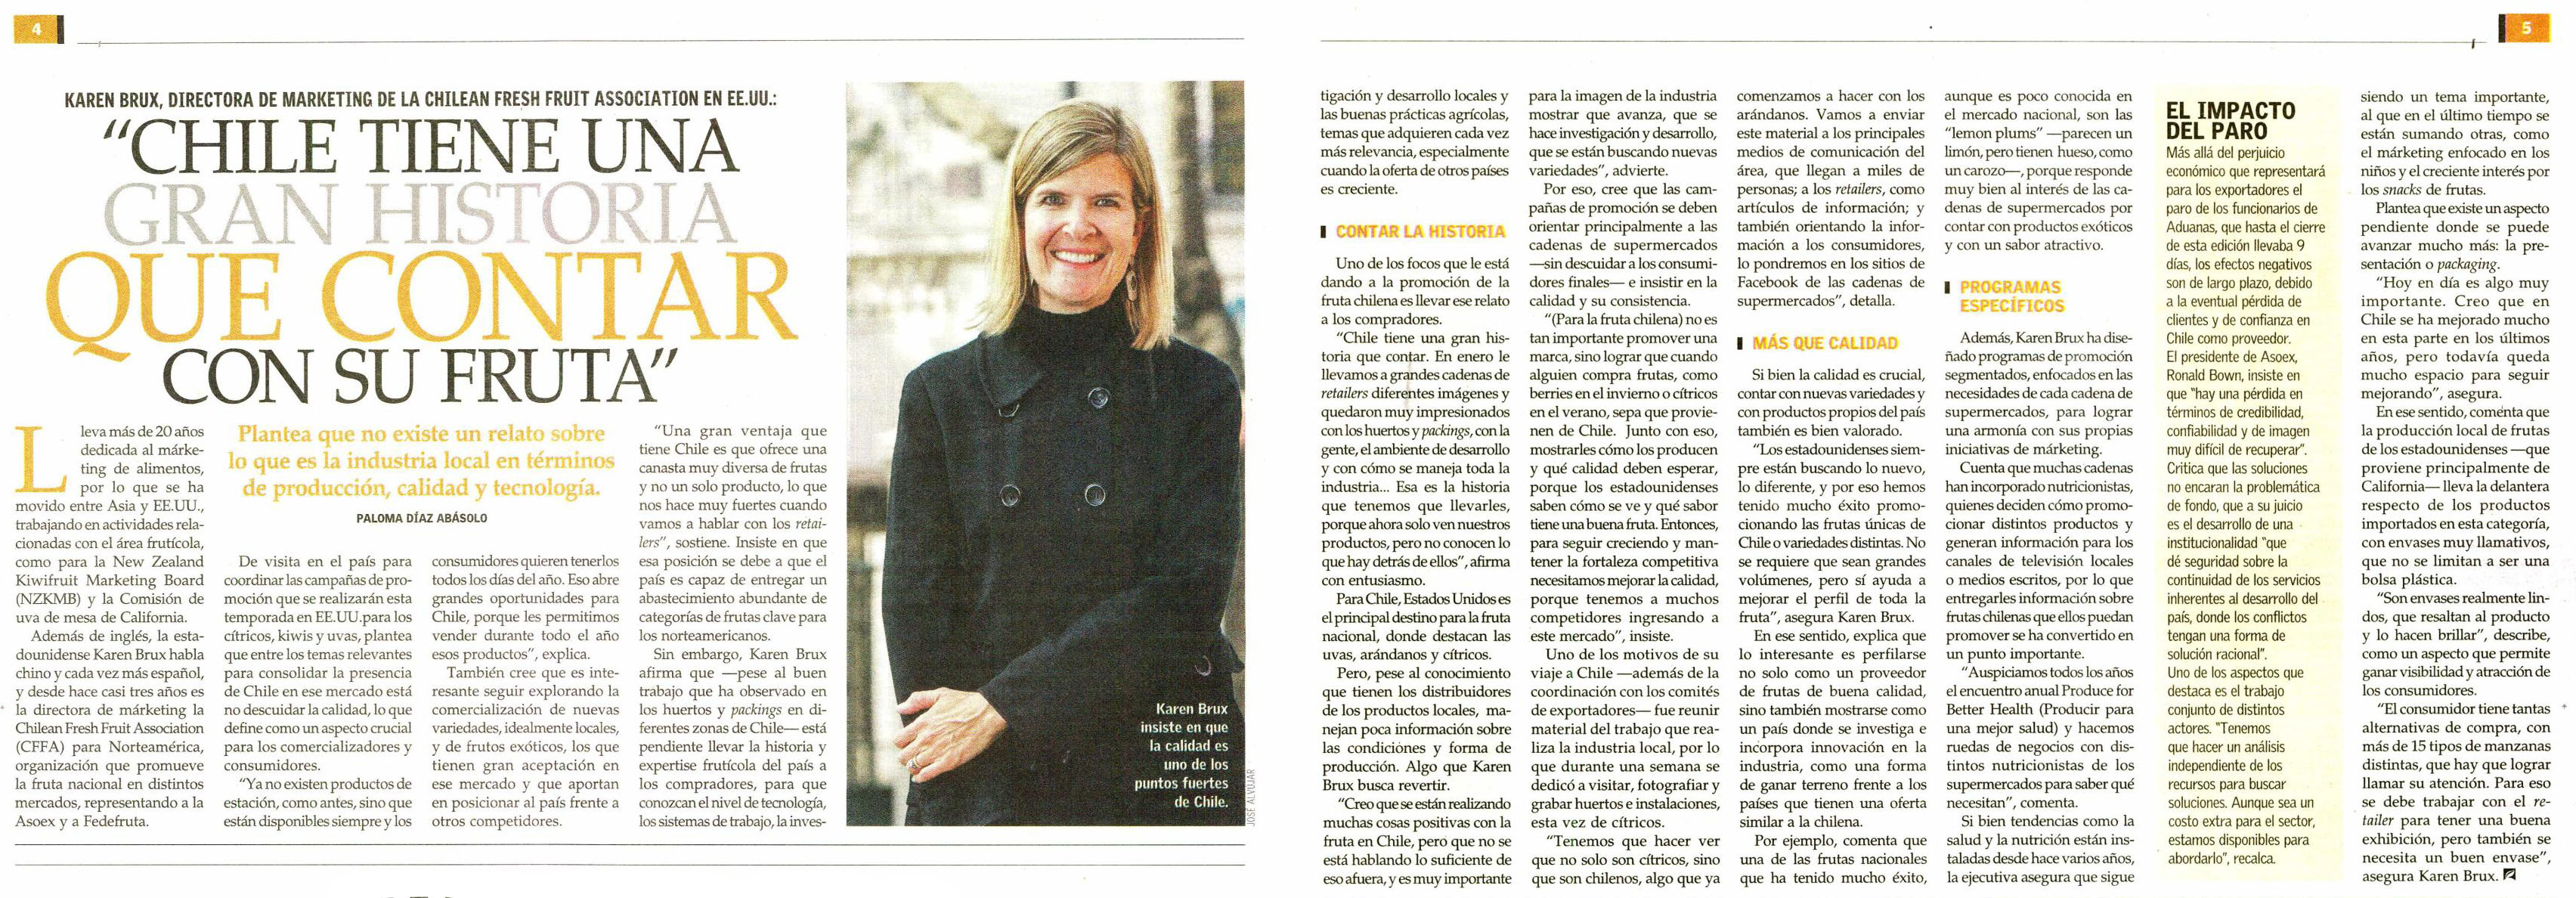 4
KAREN BRUX, DIRECTORA DE MARKETING DE LA CHILEAN FRESH FRUIT ASSOCIATION EN EE.UU.:
“CHILE TIENE UNA
GRAN HISTORIA
QUE CONTAR
CON SU FRUTA”
Plantea que no existe un relato sobre
lo que es la industria local en términos
de producción, calidad y tecnología.
PALOMA DÍAZ ABÁSOLO
Lleva más de 20 años
dedicada al márke-
ting de alimentos,
por lo que se ha
movido entre Asia y EE.UU.,
trabajando en actividades rela-
cionadas con el área frutícola,
como para la New Zealand
Kiwifruit Marketing Board
(NZKMB) y la Comisión de
uva de mesa de California.
Además de inglés, la esta-
dounidense Karen Brux habla
chino y cada vez más español,
y desde hace casi tres años es
la directora de márketing la
Chilean Fresh Fruit Association
(CFFA) para Norteamérica,
organización que promueve
la fruta nacional en distintos
mercados, representando a la
Asoex y a Fedefruta.
De visita en el país para
coordinar las campañas de pro-
moción que se realizarán esta
temporada en EE.UU.para los
cítricos, kiwis y uvas, plantea
que entre los temas relevantes
para consolidar la presencia
de Chile en ese mercado está
no descuidar la calidad, lo que
define como un aspecto crucial
para los comercializadores y
consumidores.
“Ya no existen productos de
estación, como antes, sino que
están disponibles siempre y los
consumidores quieren tenerlos
todos los días del año. Eso abre
grandes oportunidades para
Chile, porque les permitimos
vender durante todo el año
esos productos”, explica.
También cree que es inte-
resante seguir explorando la
comercialización de nuevas
variedades, idealmente locales,
y de frutos exóticos, los que
tienen gran aceptación en
ese mercado y que aportan
en posicionar al país frente a
otros competidores.
“Una gran ventaja que
tiene Chile es que ofrece una
canasta muy diversa de frutas
y no un solo producto, lo que
nos hace muy fuertes cuando
vamos a hablar con los retai-
lers”, sostiene. Insiste en que
esa posición se debe a que el
país es capaz de entregar un
abastecimiento abundante de
categorías de frutas clave para
los norteamericanos.
Sin embargo, Karen Brux
afirma que —pese al buen
trabajo que ha observado en
los huertos y packings en di-
ferentes zonas de Chile— está
pendiente llevar la historia y
expertise frutícola del país a
los compradores, para que
conozcan el nivel de tecnología,
los sistemas de trabajo, la inves-
Karen Brux
insiste en que
la calidad es
uno de los
puntos fuertes
de Chile.
JOSÉ ALVÚJAR
5
tigación y desarrollo locales y
las buenas prácticas agrícolas,
temas que adquieren cada vez
más relevancia, especialmente
cuando la oferta de otros países
es creciente.
CONTAR LA HISTORIA
Uno de los focos que le está
dando a la promoción de la
fruta chilena es llevar ese relato
a los compradores.
“Chile tiene una gran his-
toria que contar. En enero le
llevamos a grandes cadenas de
retailers diferentes imágenes y
quedaron muy impresionados
con los huertos y packings, con la
gente, el ambiente de desarrollo
y con cómo se maneja toda la
industria... Esa es la historia
que tenemos que llevarles,
porque ahora solo ven nuestros
productos, pero no conocen lo
que hay detrás de ellos”, afirma
con entusiasmo.
Para Chile, Estados Unidos es
el principal destino para la fruta
nacional, donde destacan las
uvas, arándanos y cítricos.
Pero, pese al conocimiento
que tienen los distribuidores
de los productos locales, ma-
nejan poca información sobre
las condiciones y forma de
producción. Algo que Karen
Brux busca revertir.
“Creo que se están realizando
muchas cosas positivas con la
fruta en Chile, pero que no se
está hablando lo suficiente de
eso afuera, y es muy importante
para la imagen de la industria
mostrar que avanza, que se
hace investigación y desarrollo,
que se están buscando nuevas
variedades”, advierte.
Por eso, cree que las cam-
pañas de promoción se deben
orientar principalmente a las
cadenas de supermercados
—sin descuidar a los consumi-
dores finales— e insistir en la
calidad y su consistencia.
“(Para la fruta chilena) no es
tan importante promover una
marca, sino lograr que cuando
alguien compra frutas, como
berries en el invierno o cítricos
en el verano, sepa que provie-
nen de Chile. Junto con eso,
mostrarles cómo los producen
y qué calidad deben esperar,
porque los estadounidenses
saben cómo se ve y qué sabor
tiene una buena fruta. Entonces,
para seguir creciendo y man-
tener la fortaleza competitiva
necesitamos mejorar la calidad,
porque tenemos a muchos
competidores ingresando a
este mercado”, insiste.
Uno de los motivos de su
viaje a Chile —además de la
coordinación con los comités
de exportadores— fue reunir
material del trabajo que rea-
liza la industria local, por lo
que durante una semana se
dedicó a visitar, fotografiar y
grabar huertos e instalaciones,
esta vez de cítricos.
“Tenemos que hacer ver
que no solo son cítricos, sino
que son chilenos, algo que ya
comenzamos a hacer con los
arándanos. Vamos a enviar
este material a los principales
medios de comunicación del
área, que llegan a miles de
personas; a los retailers, como
artículos de información; y
también orientando la infor-
mación a los consumidores,
lo pondremos en los sitios de
Facebook de las cadenas de
supermercados”, detalla.
MÁS QUE CALIDAD
Si bien la calidad es crucial,
contar con nuevas variedades y
con productos propios del país
también es bien valorado.
“Los estadounidenses siem-
pre están buscando lo nuevo,
lo diferente, y por eso hemos
tenido mucho éxito promo-
cionando las frutas únicas de
Chile o variedades distintas. No
se requiere que sean grandes
volúmenes, pero sí ayuda a
mejorar el perfil de toda la
fruta”, asegura Karen Brux.
En ese sentido, explica que
lo interesante es perfilarse
no solo como un proveedor
de frutas de buena calidad,
sino también mostrarse como
un país donde se investiga e
incorpora innovación en la
industria, como una forma
de ganar terreno frente a los
países que tienen una oferta
similar a la chilena.
Por ejemplo, comenta que
una de las frutas nacionales
que ha tenido mucho éxito,
aunque es poco conocida en
el mercado nacional, son las
“lemon plums” —parecen un
limón, pero tienen hueso, como
un carozo—, porque responde
muy bien al interés de las ca-
denas de supermercados por
contar con productos exóticos
y con un sabor atractivo.
PROGRAMAS
ESPECÍFICOS
Además, Karen Brux ha dise-
ñado programas de promoción
segmentados, enfocados en las
necesidades de cada cadena de
supermercados, para lograr
una armonía con sus propias
iniciativas de márketing.
Cuenta que muchas cadenas
han incorporado nutricionistas,
quienes deciden cómo promo-
cionar distintos productos y
generan información para los
canales de televisión locales
o medios escritos, por lo que
entregarles información sobre
frutas chilenas que ellos puedan
promover se ha convertido en
un punto importante.
“Auspiciamos todos los años
el encuentro anual Produce for
Better Health (Producir para
una mejor salud) y hacemos
ruedas de negocios con dis-
tintos nutricionistas de los
supermercados para saber qué
necesitan”, comenta.
Si bien tendencias como la
salud y la nutrición están ins-
taladas desde hace varios años,
la ejecutiva asegura que sigue
EL IMPACTO
DEL PARO
Más allá del perjuicio
económico que representará
para los exportadores el
paro de los funcionarios de
Aduanas, que hasta el cierre
de esta edición llevaba 9
días, los efectos negativos
son de largo plazo, debido
a la eventual pérdida de
clientes y de confianza en
Chile como proveedor.
El presidente de Asoex,
Ronald Bown, insiste en
que “hay una pérdida en
términos de credibilidad,
confiabilidad y de imagen
muy difícil de recuperar”.
Critica que las soluciones
no encaran la problemática
de fondo, que a su juicio
es el desarrollo de una
institucionalidad “que
dé seguridad sobre la
continuidad de los servicios
inherentes al desarrollo del
país, donde los conflictos
tengan una forma de
solución racional”.
Uno de los aspectos que
destaca es el trabajo
conjunto de distintos
actores. “Tenemos
que hacer un análisis
independiente de los
recursos para buscar
soluciones. Aunque sea un
costo extra para el sector,
estamos disponibles para
abordarlo”, recalca.
siendo un tema importante,
al que en el último tiempo se
están sumando otras, como
el márketing enfocado en los
niños y el creciente interés por
los snacks de frutas.
Plantea que existe un aspecto
pendiente donde se puede
avanzar mucho más: la pre-
sentación o packaging.
“Hoy en día es algo muy
importante. Creo que en
Chile se ha mejorado mucho
en esta parte en los últimos
años, pero todavía queda
mucho espacio para seguir
mejorando”, asegura.
En ese sentido, comenta que
la producción local de frutas
de los estadounidenses —que
proviene principalmente de
California— lleva la delantera
respecto de los productos
importados en esta categoría,
con envases muy llamativos,
que no se limitan a ser una
bolsa plástica.
“Son envases realmente lin-
dos, que resaltan al producto
y lo hacen brillar”, describe,
como un aspecto que permite
ganar visibilidad y atracción de
los consumidores.
“El consumidor tiene tantas
alternativas de compra, con
más de 15 tipos de manzanas
distintas, que hay que lograr
llamar su atención. Para eso
se debe trabajar con el re-
tailer para tener una buena
exhibición, pero también se
necesita un buen envase”,
asegura Karen Brux.